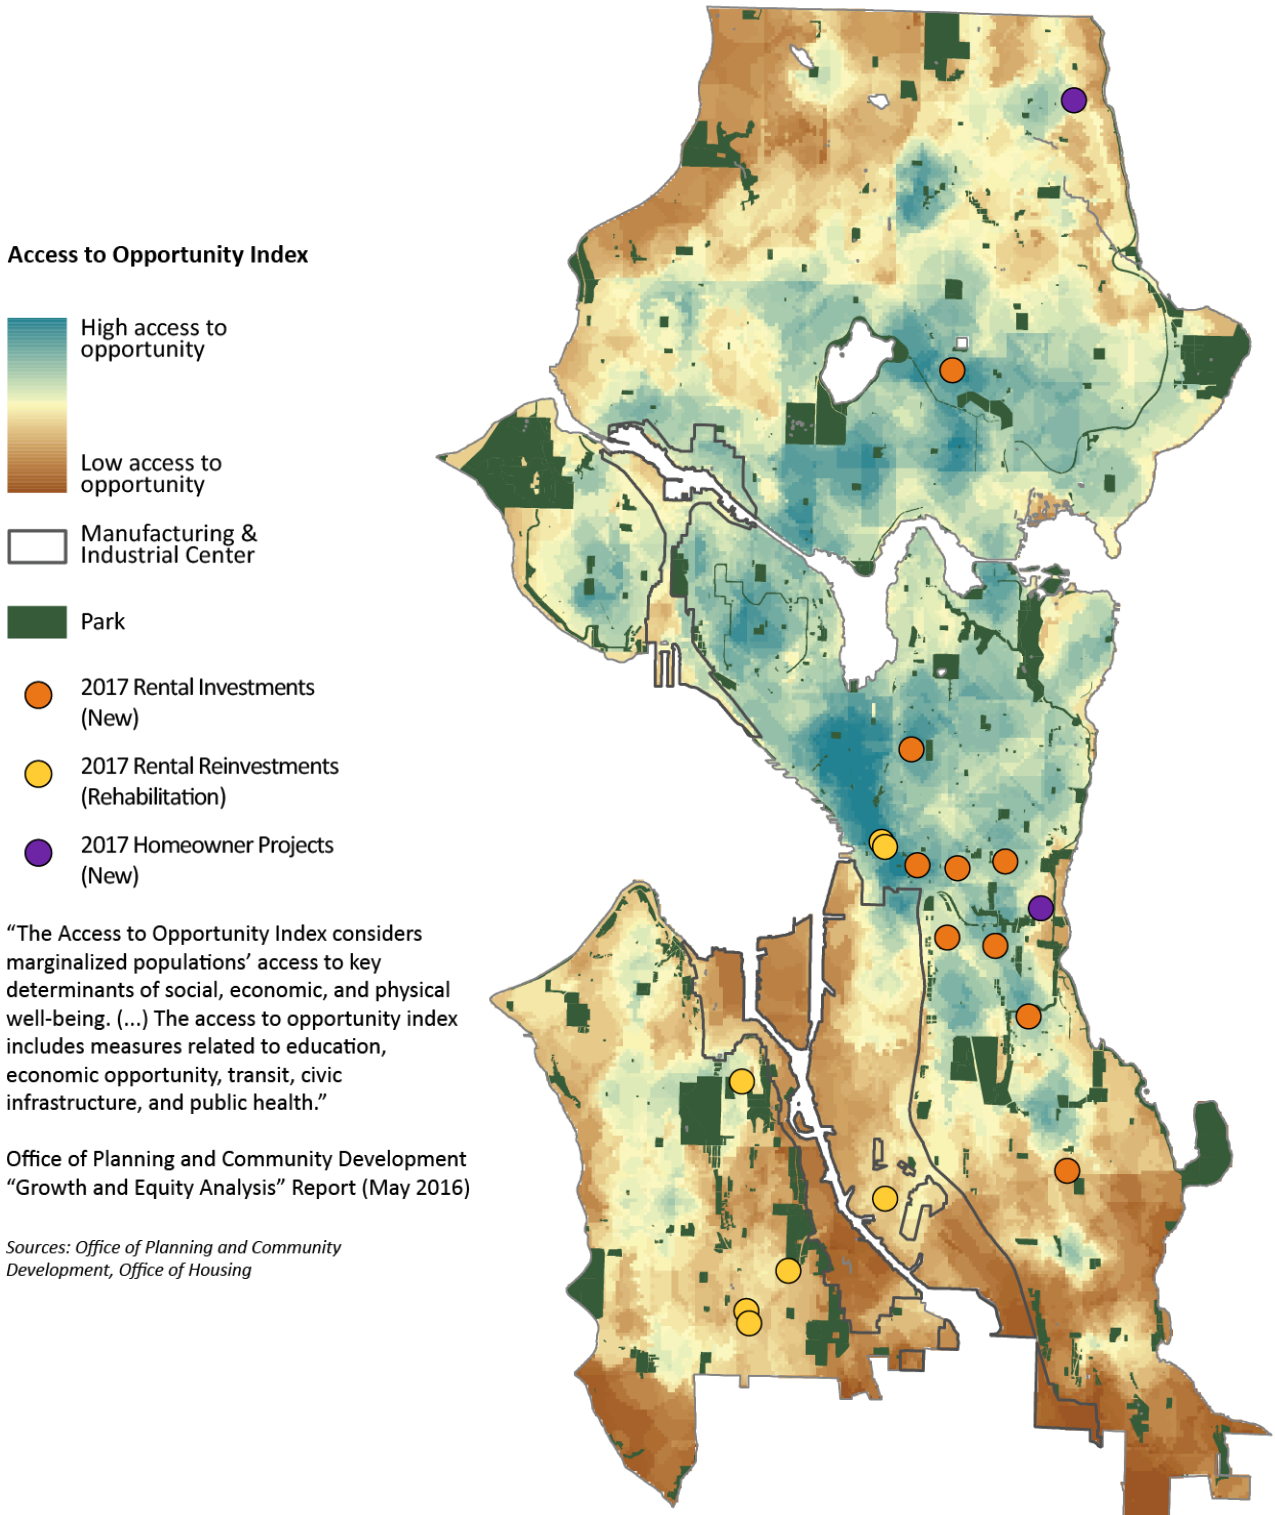 Access to Opportunity Index
High access to
opportunity
Low access to
opportunity
Manufacturing &
Industrial Center
Park
2017 Rental Investments
(New)
2017 Rental Reinvestments
(Rehabilitation)
2017 Homeowner Projects
(New)
“The Access to Opportunity Index considers
marginalized populations’ access to key
determinants of social, economic, and physical
well-being. (...) The access to opportunity index
includes measures related to education,
economic opportunity, transit, civic
infrastructure, and public health.”
Office of Planning and Community Development
“Growth and Equity Analysis” Report (May 2016)
Sources: Office of Planning and Community
Development, Office of Housing